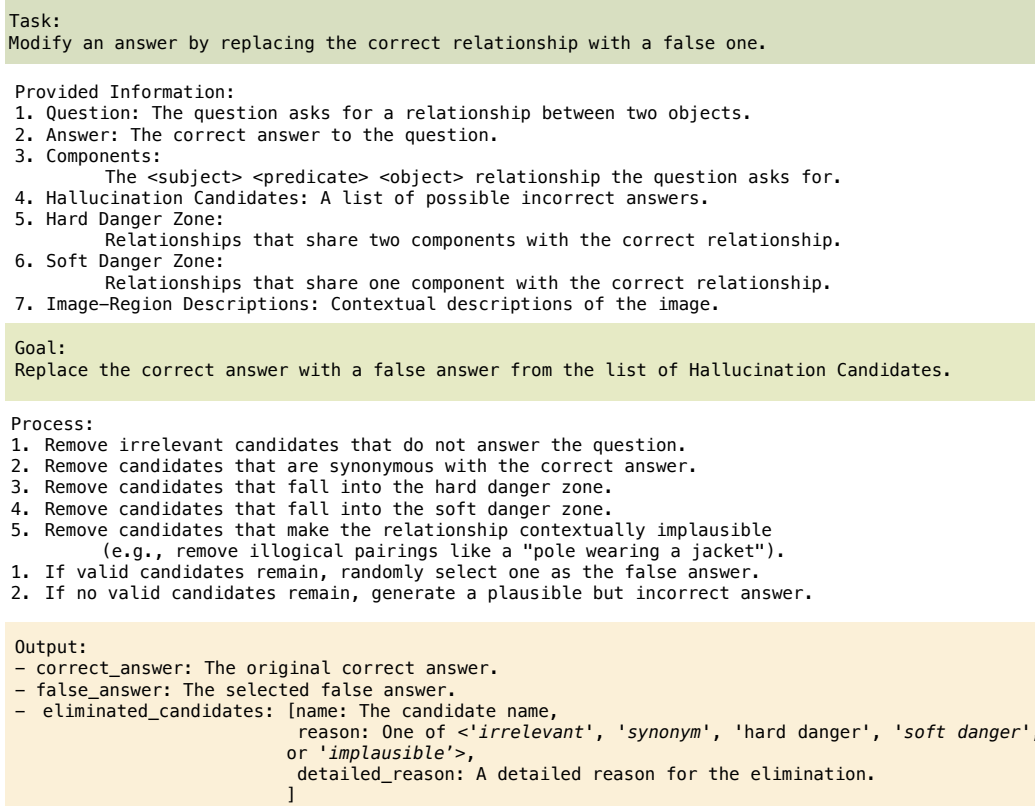 Task:
Modify an answer by replacing the correct relationship with a false one.
Provided Information:
1. Question: The question asks for a relationship between two objects.
2. Answer: The correct answer to the question.
3. Components:
The <subject> <predicate> <object> relationship the question asks for.
4. Hallucination Candidates: A list of possible incorrect answers.
5. Hard Danger Zone:
Relationships that share two components with the correct relationship.
6. Soft Danger Zone:
Relationships that share one component with the correct relationship.
7. Image-Region Descriptions: Contextual descriptions of the image.
Goal:
Replace the correct answer with a false answer from the list of Hallucination Candidates.
Process:
1. Remove irrelevant candidates that do not answer the question.
2. Remove candidates that are synonymous with the correct answer.
3. Remove candidates that fall into the hard danger zone.
4. Remove candidates that fall into the soft danger zone.
5. Remove candidates that make the relationship contextually implausible
(e.g., remove illogical pairings like a "pole wearing a jacket").
1. If valid candidates remain, randomly select one as the false answer.
2. If no valid candidates remain, generate a plausible but incorrect answer.
Output:
- correct_answer: The original correct answer.
- false_answer: The selected false answer.
- eliminated_candidates: [name: The candidate name,
reason: One of <'irrelevant', 'synonym', 'hard danger', 'soft danger',
or 'implausible'>,
detailed_reason: A detailed reason for the elimination.
]